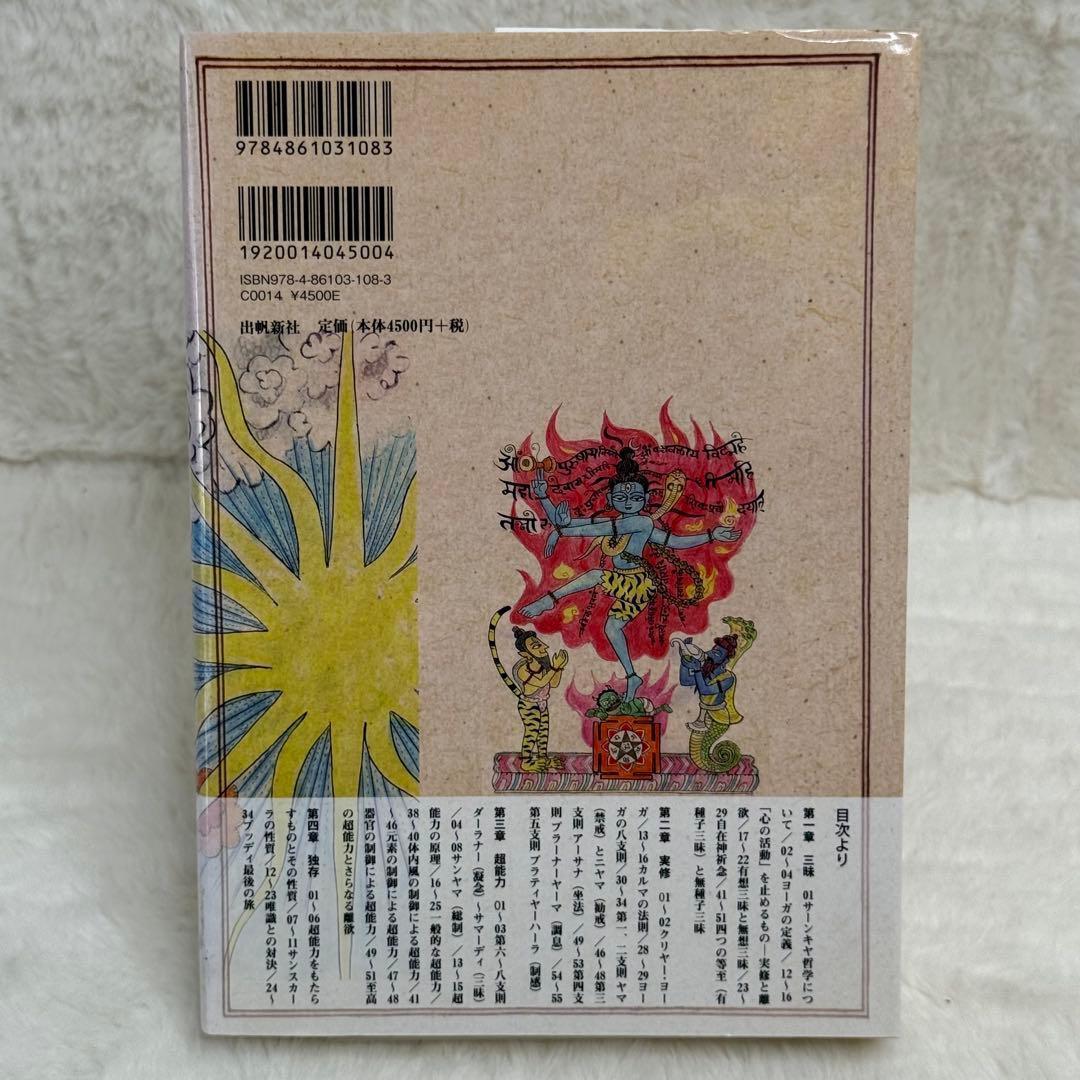 9784861031083
1920014045004
ISBN978-4-86103-108-3
C0014 ¥4500E
出帆新社 定価(本体4500円+税)
目次より
第一章 三昧 01サーンキヤ哲学につ
いて/02〜04ヨーガの定義/12〜16
「心の活動」を止めるもの―実修と離
欲/17〜22有想三昧と無想三昧/23〜
29自在神祈念/41〜51四つの等至(有
種子三昧)と無種子三昧
第二章 実修 01〜02クリヤー・ヨー
ガ/13〜16カルマの法則/28〜29ヨー
ガの八支則/30〜34第一、二支則 ヤマ
(禁戒)とニヤマ(勧戒)/46〜48第三
支則 アーサナ(坐法)/49〜53第四支
則 プラーナーヤーマ(調息)/54〜55
第五支則 プラティヤーハーラ(制感)
第三章 超能力 01〜03第六〜八支則
ダーラナー(凝念)〜サマーディ(三昧)
/04〜08サンヤマ(総制)/13〜15超
能力の原理/16〜25一般的な超能力/
38〜40体内風の制御による超能力/41
〜46元素の制御による超能力/47〜48
器官の制御による超能力/49〜51至高
の超能力とさらなる離欲
第四章 独存 01〜06超能力をもたら
すものとその性質/07〜11サンスカー
ラの性質/12〜23唯識との対決/24〜
34ブッディ最後の旅